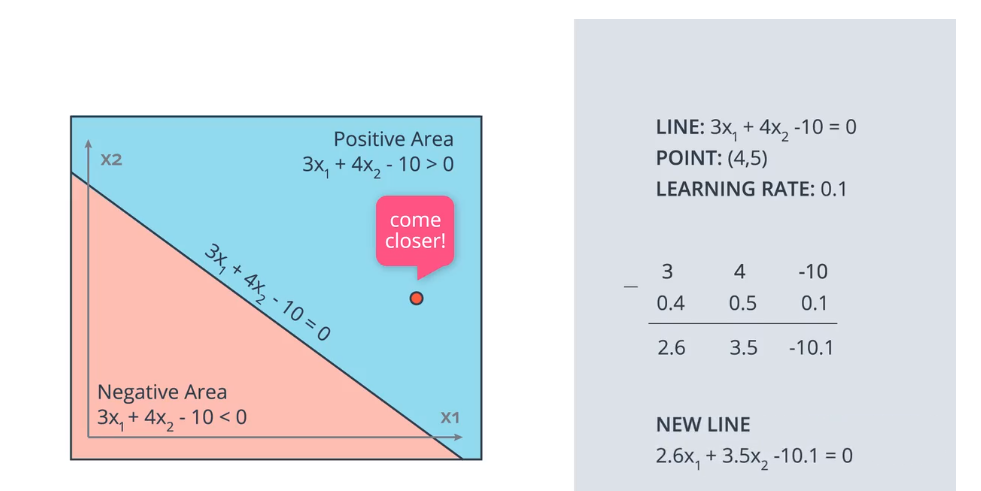 Positive Area
3x₁ + 4x₂ - 10 > 0
X2
come
closer!
3x₁ + 4x₂ - 10 = 0
Negative Area
3x₁ + 4x₂ - 10 < 0
X1
LINE: 3x₁ + 4x₂ -10 = 0
POINT: (4,5)
LEARNING RATE: 0.1
3 4 -10
— 0.4 0.5 0.1
2.6 3.5 -10.1
NEW LINE
2.6x₁ + 3.5x₂ -10.1 = 0